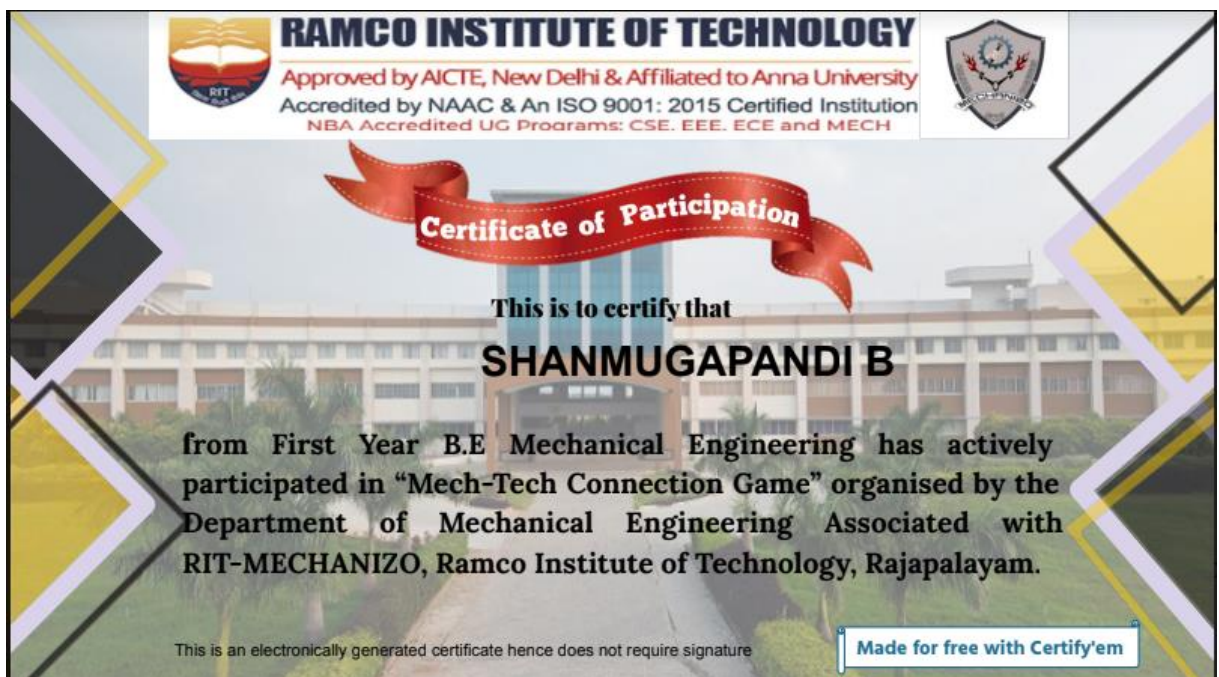 RAMCO INSTITUTE OF TECHNOLOGY
Approved by AICTE, New Delhi & Affiliated to Anna University
Accredited by NAAC & An ISO 9001: 2015 Certified Institution
NBA Accredited UG Programs: CSE, EEE, ECE and MECH
RIT
MECHANIZO
Certificate of Participation
This is to certify that
SHANMUGAPANDI B
from First Year B.E Mechanical Engineering has actively
participated in “Mech-Tech Connection Game” organised by the
Department of Mechanical Engineering Associated with
RIT-MECHANIZO, Ramco Institute of Technology, Rajapalayam.
This is an electronically generated certificate hence does not require signature
Made for free with Certify'em